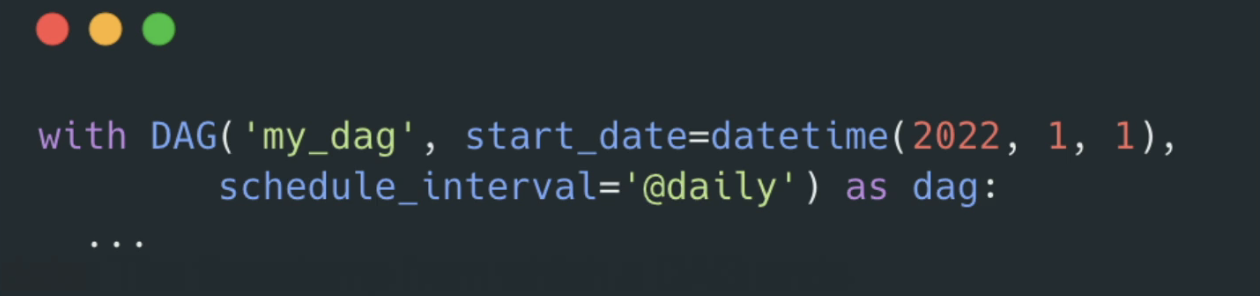 with DAG('my_dag', start_date=datetime(2022, 1, 1),
schedule_interval='@daily') as dag:
...